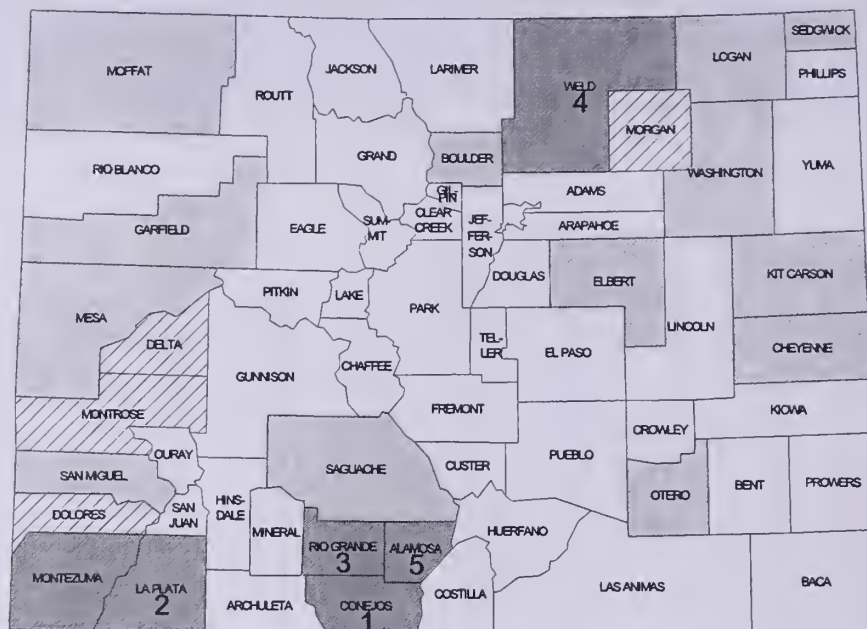 SEDGWICK
MOFFAT
JACKSON
LARIMER
LOGAN
PHILLIPS
ROUTT
WELD
4
MORGAN
RIO BLANCO
GRAND
BOULDER
WASHINGTON
YUMA
GIL-
PIN
ADAMS
GARFIELD
EAGLE
SUM-
MIT
CLEAR
CREEK
JEF-
FER-
SON
ARAPAHOE
DOUGLAS
ELBERT
KIT CARSON
PITKIN
LAKE
PARK
MESA
LINCOLN
DELTA
TEL-
LER
EL PASO
CHEYENNE
GUNNISON
CHAFFEE
MONTROSE
FREMONT
KIOWA
CROWLEY
OURAY
SAGUACHE
CUSTER
PUEBLO
SAN MIGUEL
OTERO
BENT
PROWERS
DOLORES
SAN
JUAN
HINS-
DALE
MINERAL
RIO GRANDE
3
ALAMOSA
5
HUERFANO
MONTEZUMA
LA PLATA
2
ARCHULETA
CONEJOS
1
COSTILLA
LAS ANIMAS
BACA